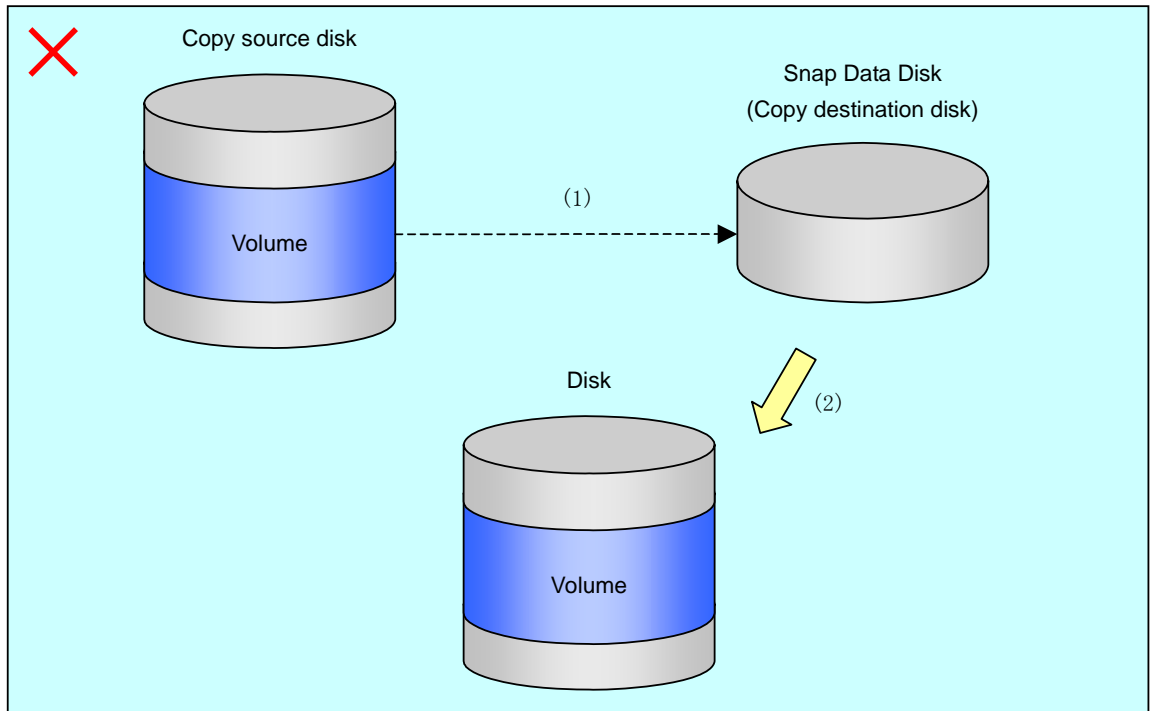 Copy source disk
Snap Data Disk
(Copy destination disk)
(1)
Volume
Disk
(2)
Volume